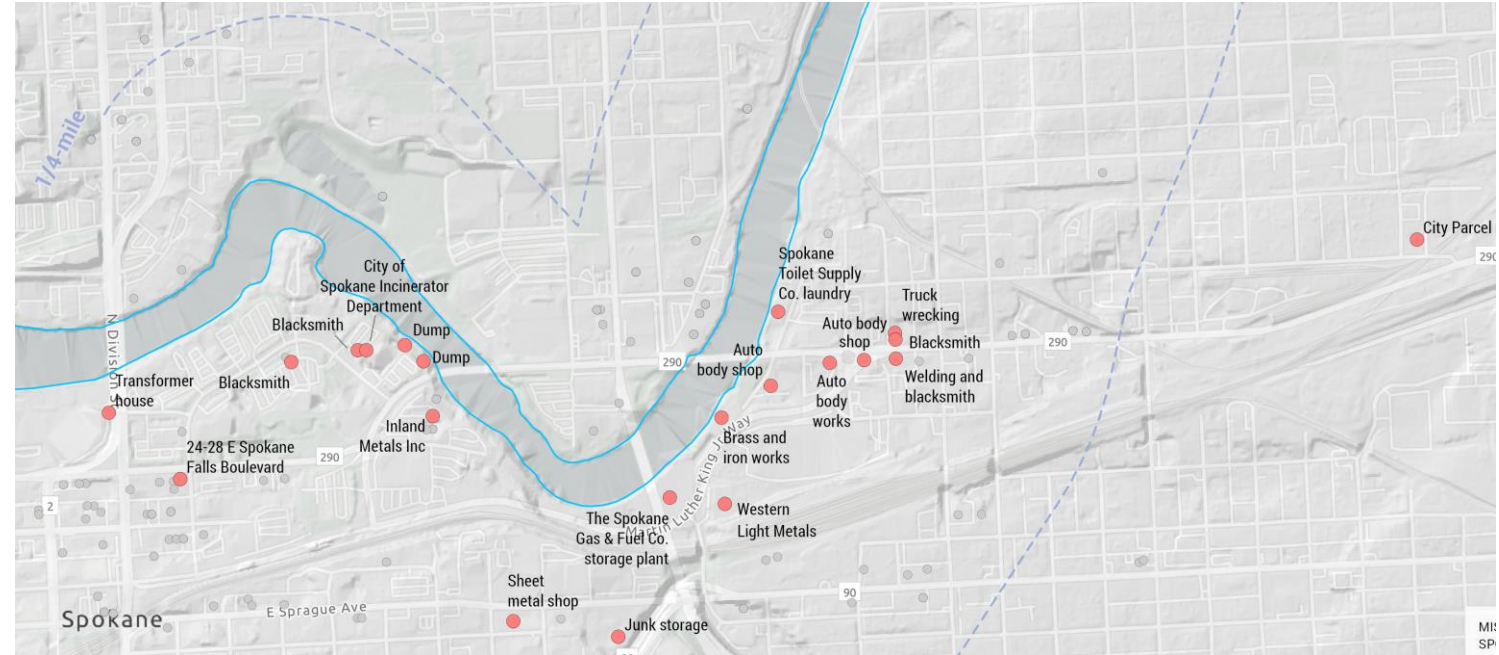 1/4-mile
N Division St
Transformer
house
24-28 E Spokane
Falls Boulevard
2
290
Blacksmith
Blacksmith
City of
Spokane Incinerator
Department
Dump
Dump
Inland
Metals Inc
290
Spokane
Toilet Supply
Co. laundry
Auto
body shop
Auto body
shop
Truck
wrecking
Blacksmith
Welding and
blacksmith
Auto
body
works
290
Brass and
iron works
Martin Luther King Jr Way
The Spokane
Gas & Fuel Co.
storage plant
Western
Light Metals
City Parcel
290
Spokane
E Sprague Ave
Sheet
metal shop
Junk storage
90
MIS